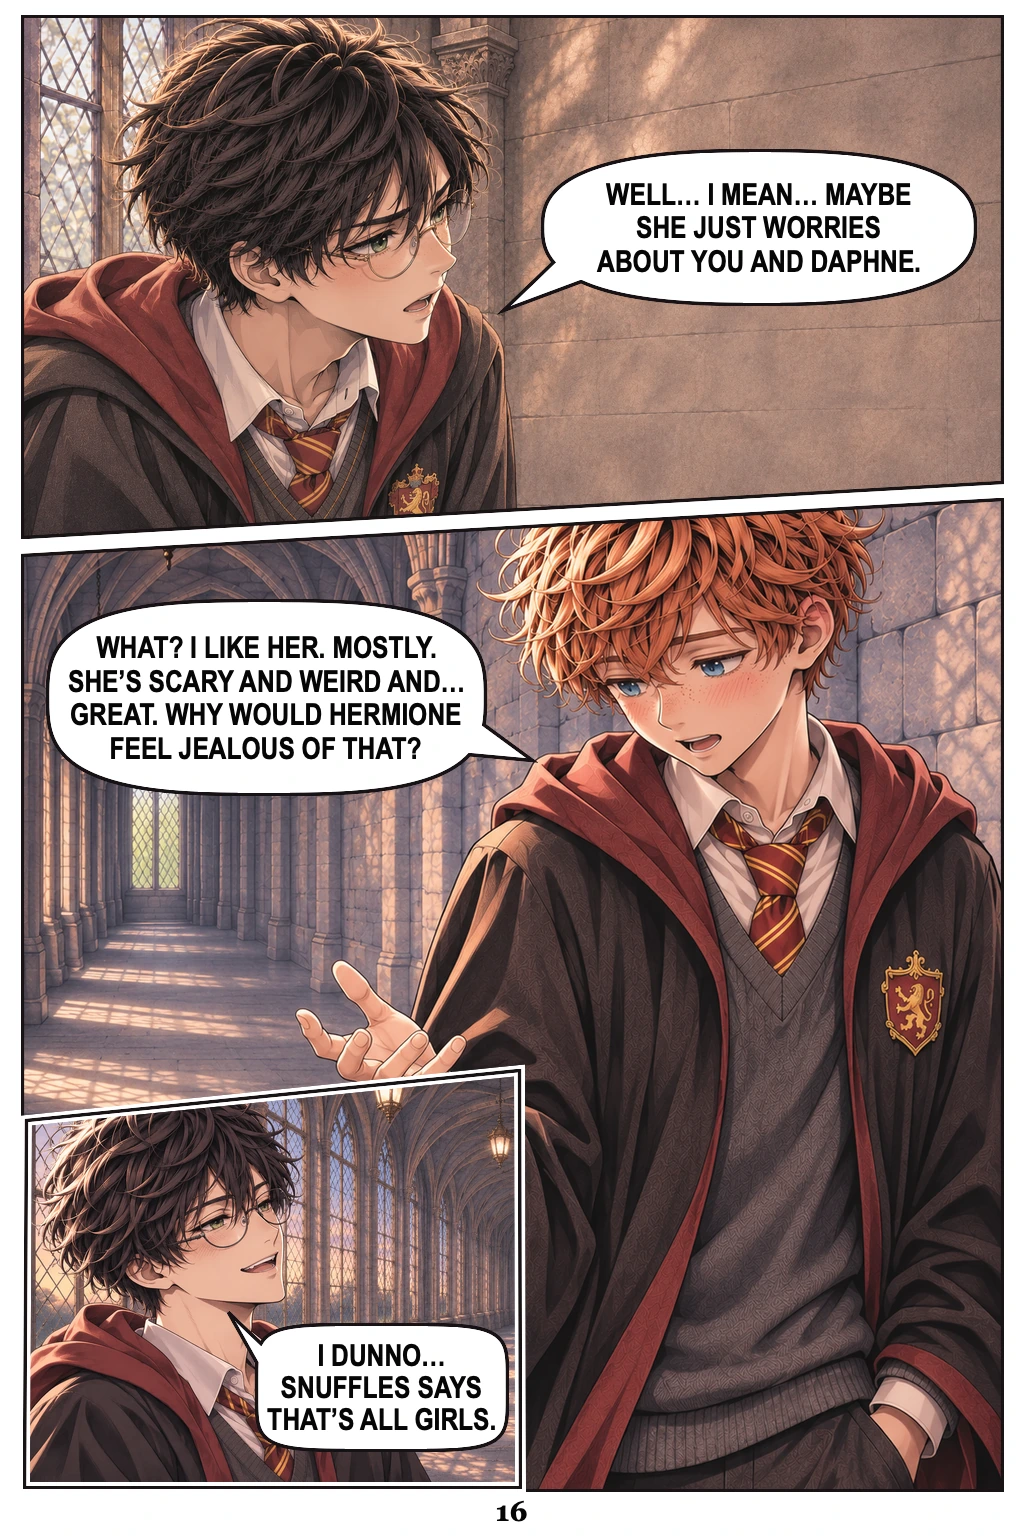 WELL... I MEAN... MAYBE
SHE JUST WORRIES
ABOUT YOU AND DAPHNE.
WHAT? I LIKE HER. MOSTLY.
SHE'S SCARY AND WEIRD AND...
GREAT. WHY WOULD HERMIONE
FEEL JEALOUS OF THAT?
I DUNNO...
SNUFFLES SAYS
THAT'S ALL GIRLS.
16